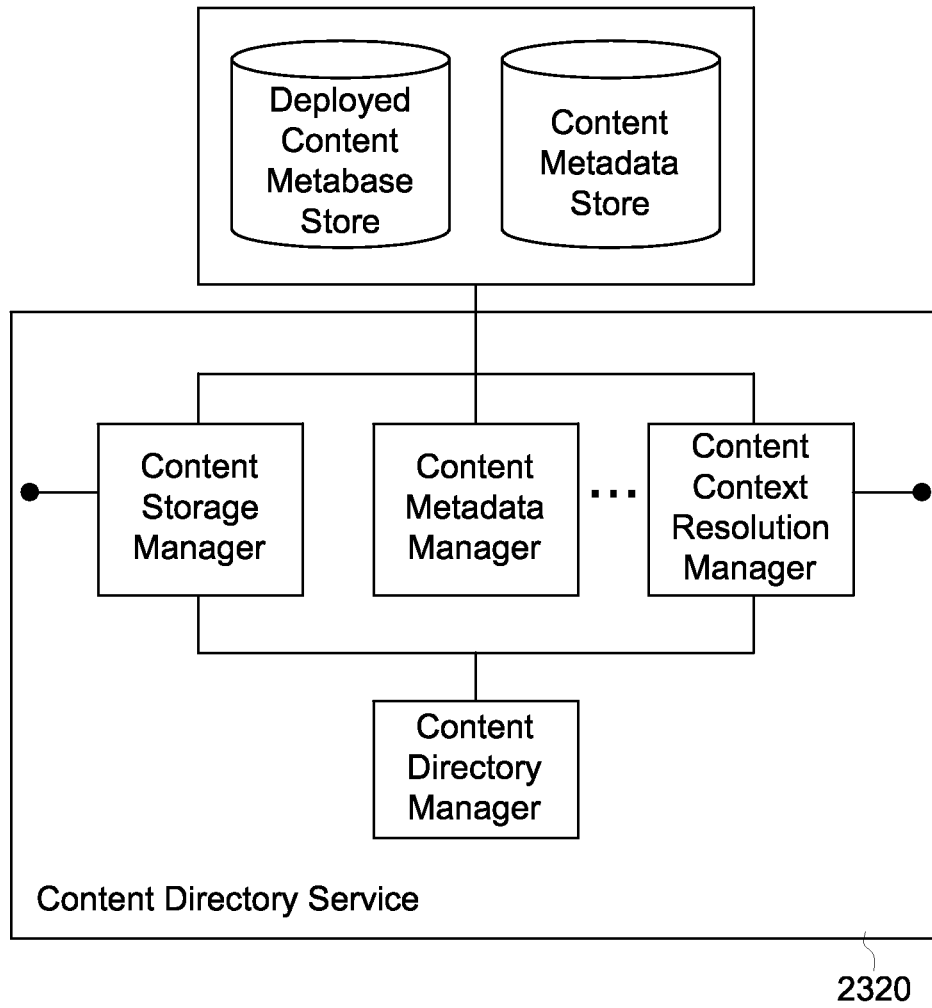 Deployed
Content
Metabase
Store
Content
Metadata
Store
Content
Storage
Manager
Content
Metadata
Manager
...
Content
Context
Resolution
Manager
Content
Directory
Manager
Content Directory Service
2320